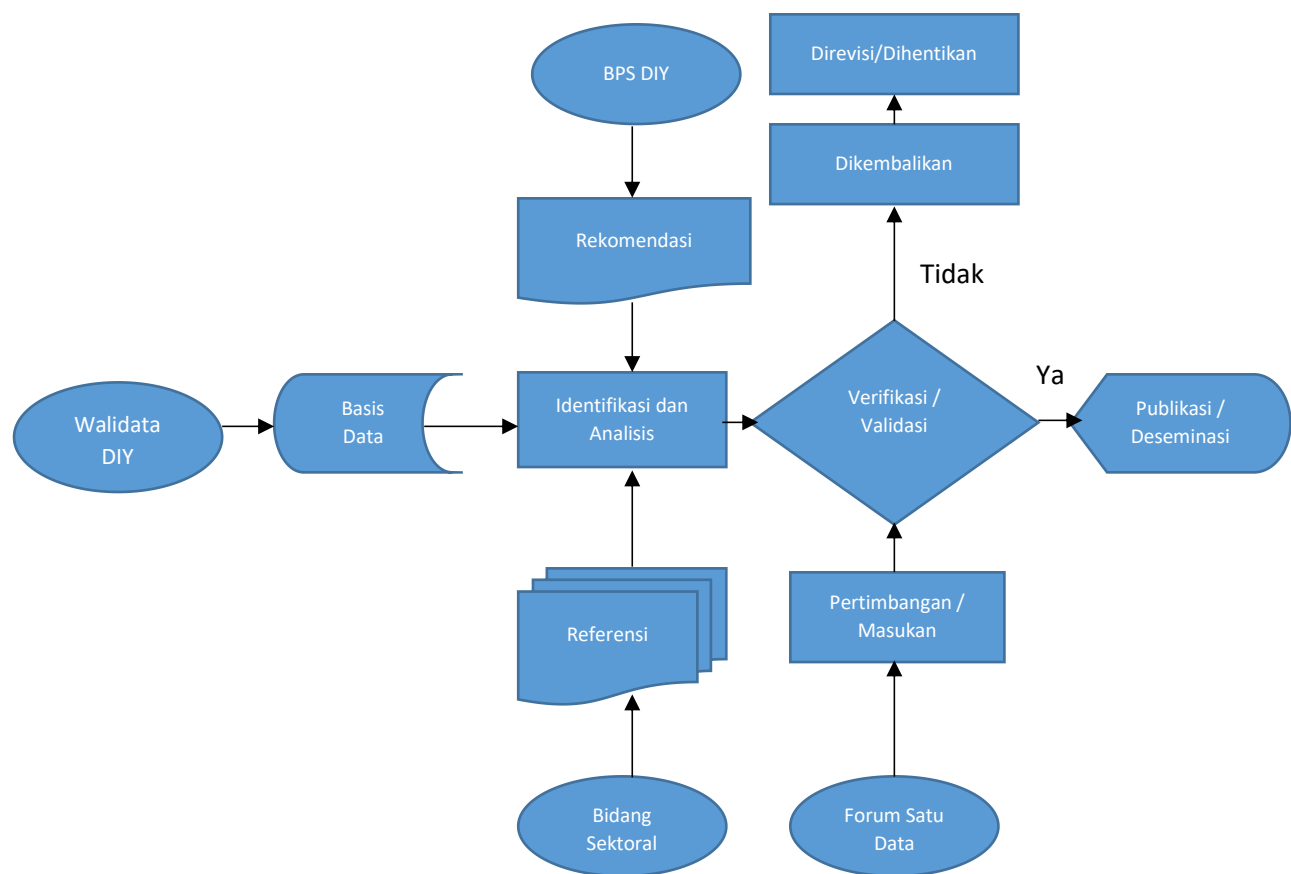 BPS DIY
Direvisi/Dihentikan
Dikembalikan
Rekomendasi
Tidak
Walidata
DIY
Basis
Data
Identifikasi dan
Analisis
Verifikasi /
Validasi
Ya
Publikasi /
Deseminasi
Referensi
Pertimbangan /
Masukan
Bidang
Sektoral
Forum Satu
Data